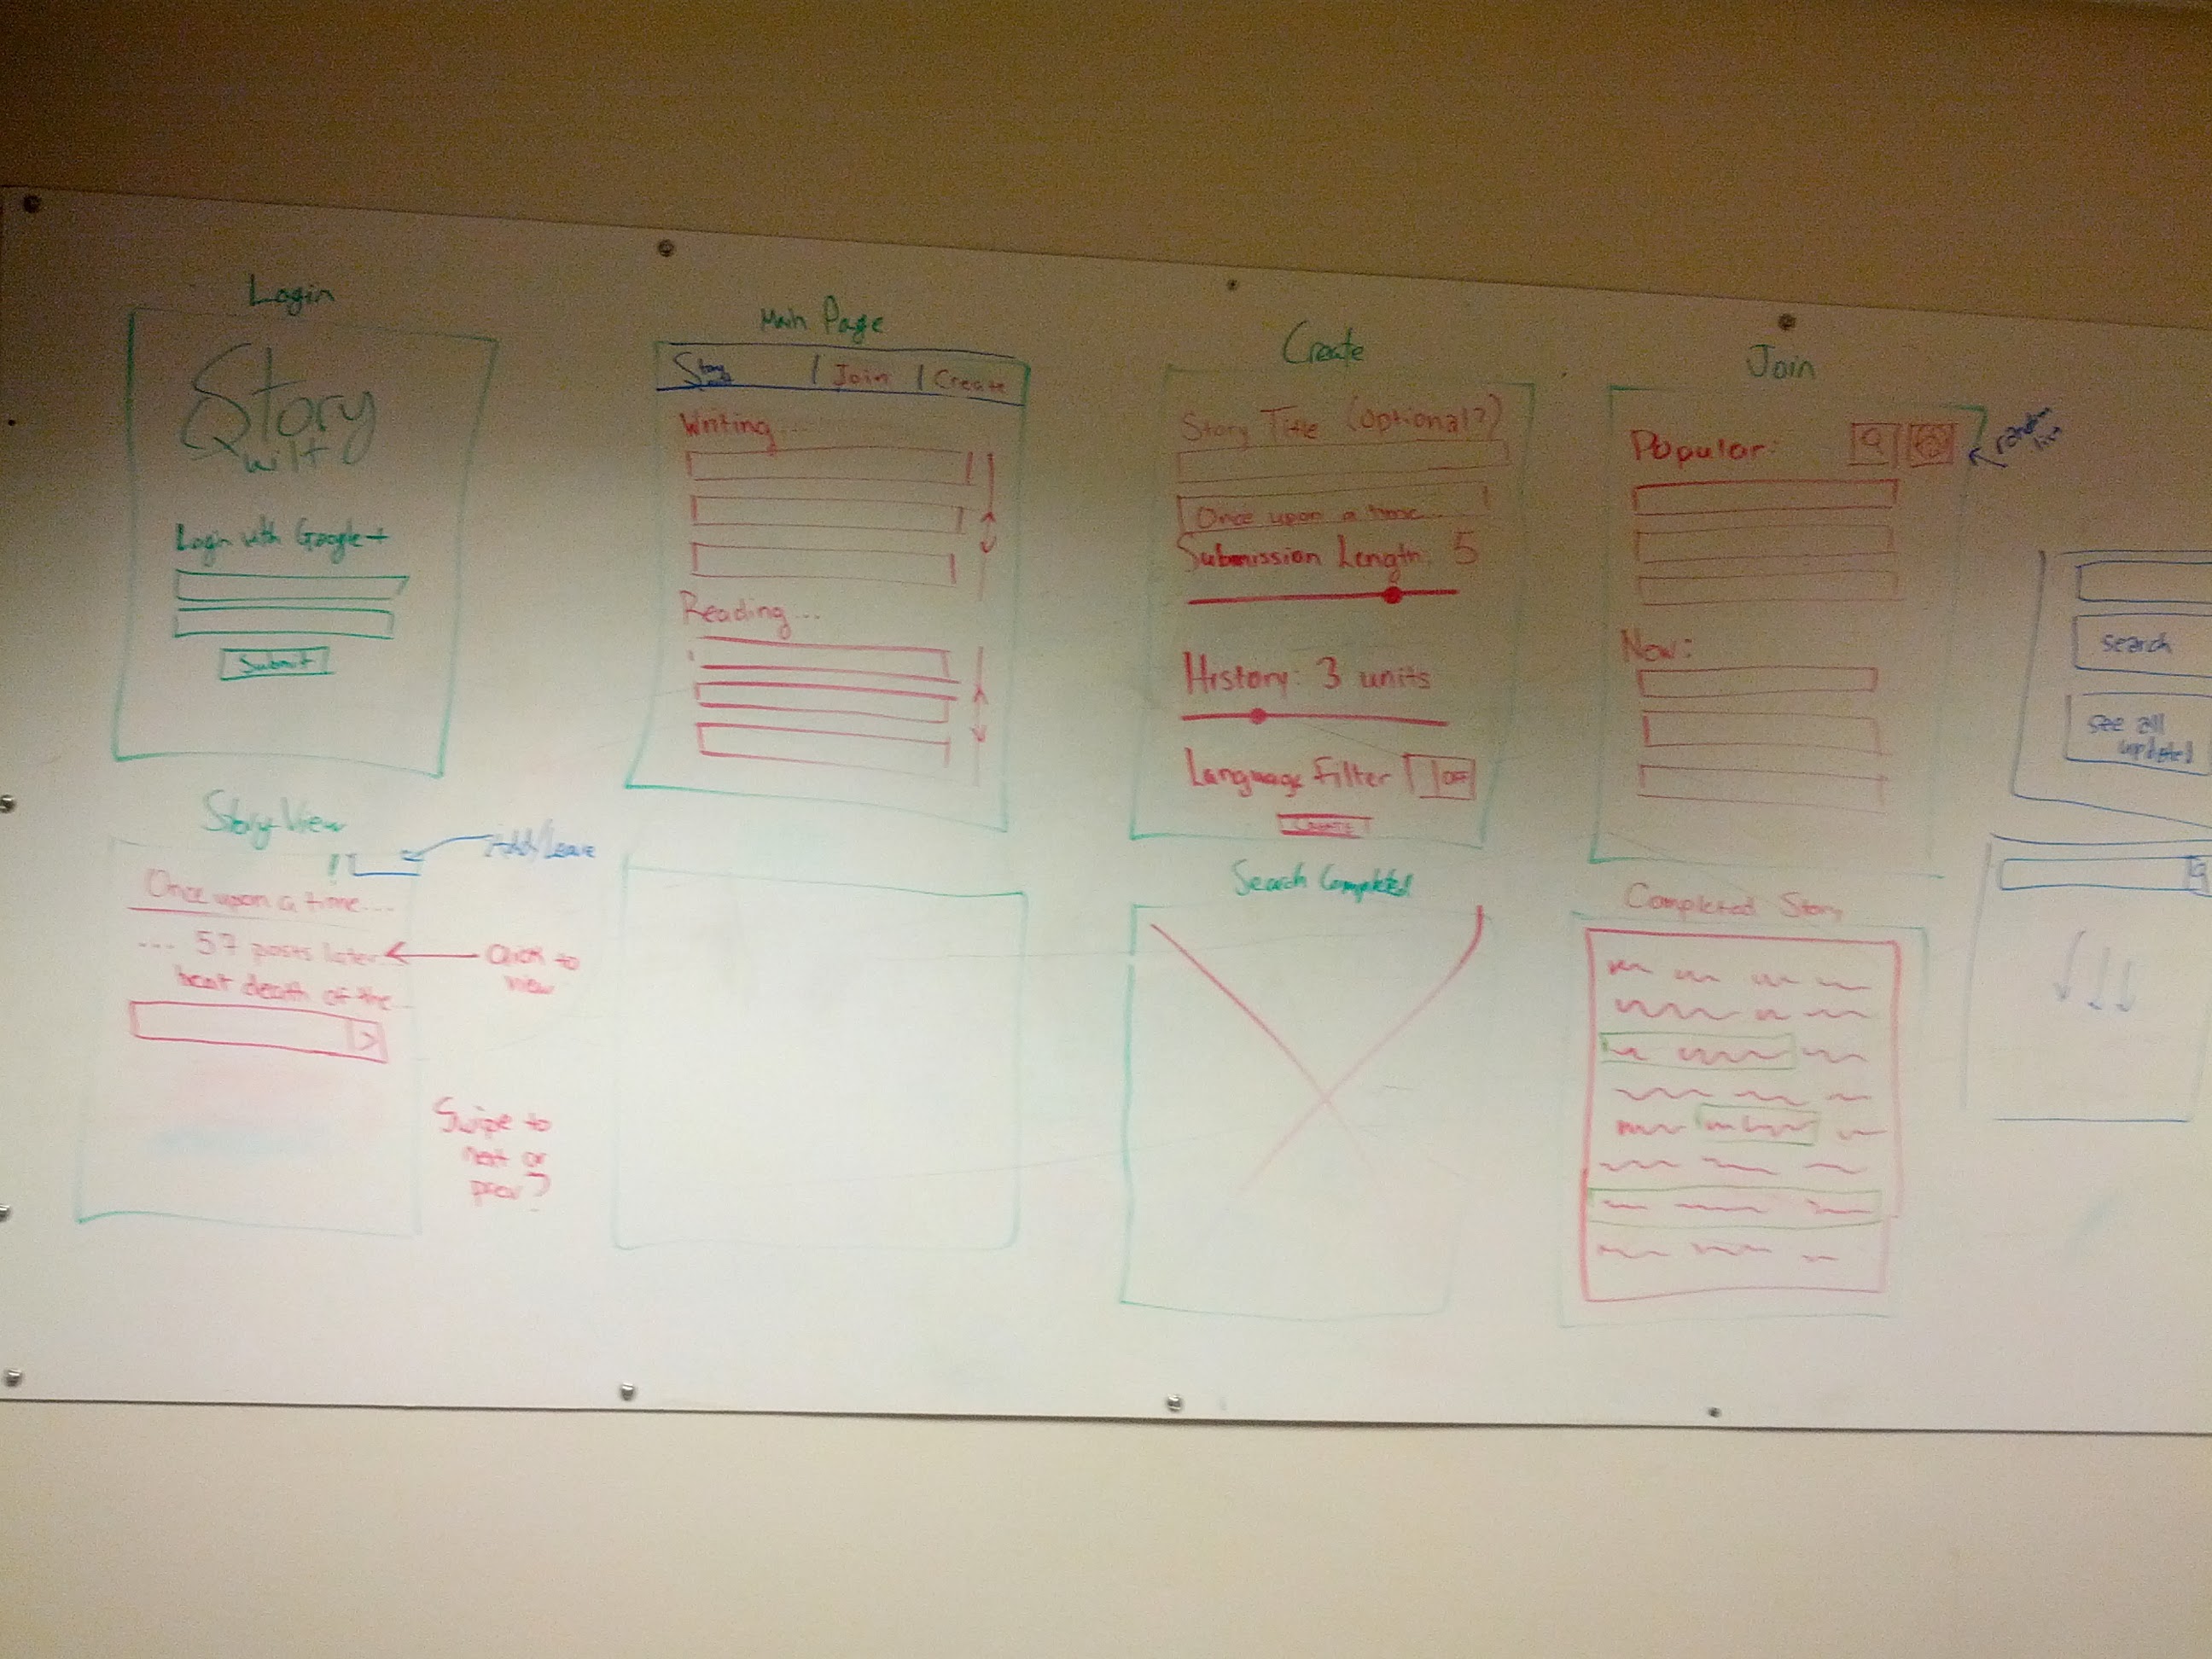 Login
Story
wilt
Login with Google+
Submit
Main Page
Story | Join | Create
Writing...
Reading...
Create
Story Title (optional?)
Once upon a time...
Submission Length: 5
History: 3 units
Language Filter OFF
Create
Join
Popular:
random
New:
search
see all
updated
Story View
Add/Leave
Once upon a time...
... 57 posts later
Click to
view
heat death of the...
>
Swipe to
next or
prev?
Search Completed
Completed Story